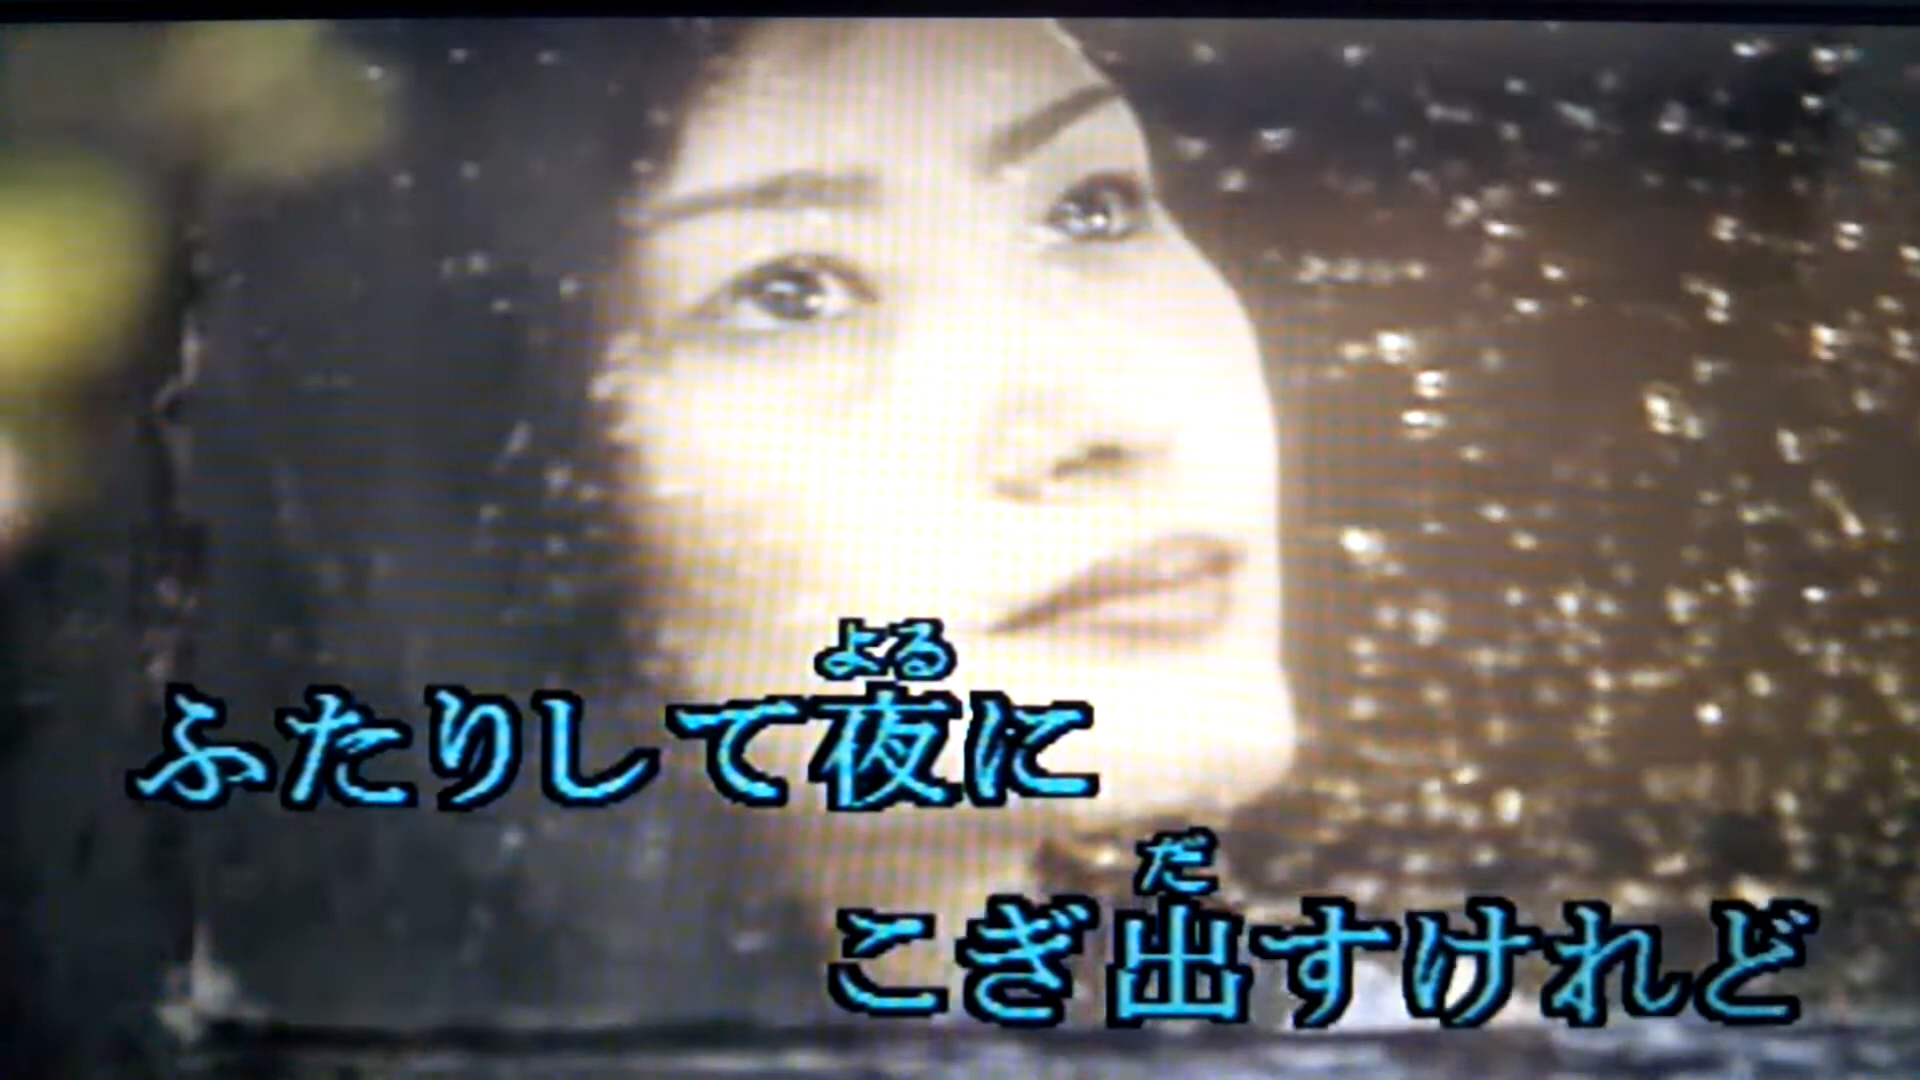 よる
ふたりして夜に
だ
こぎ出すけれど